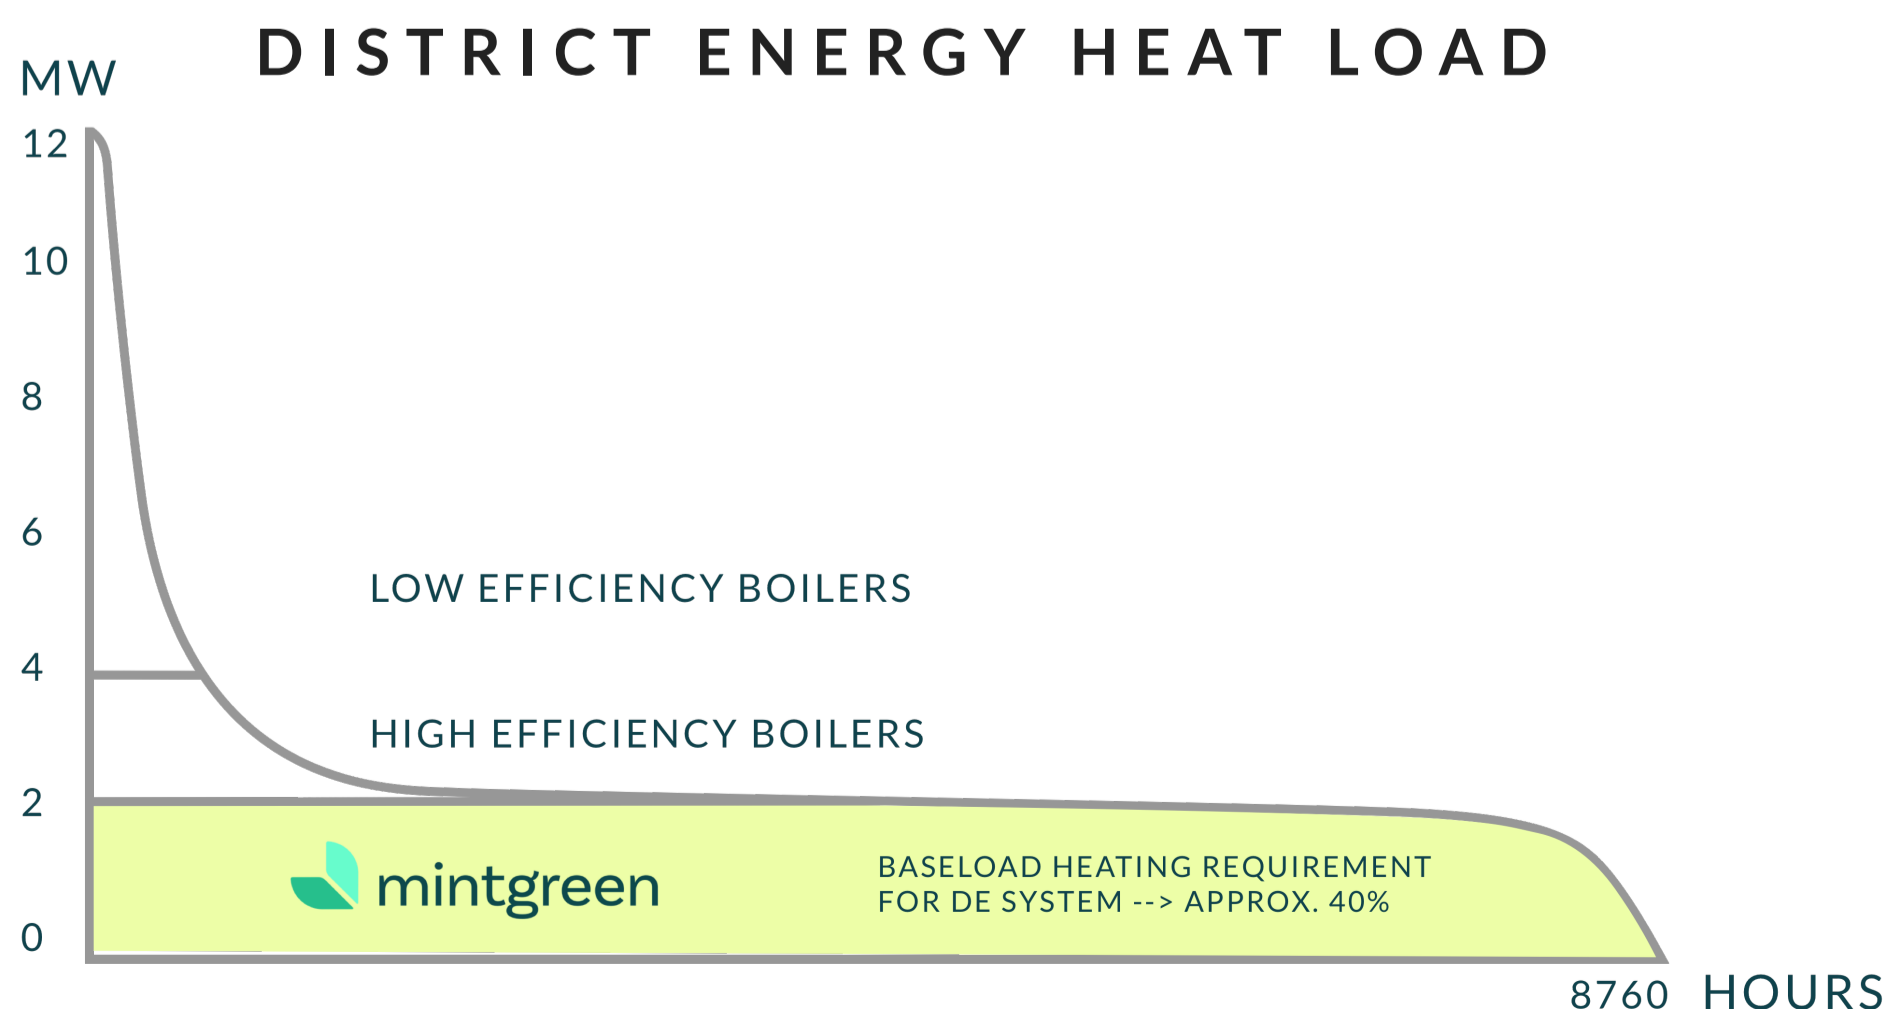 DISTRICT ENERGY HEAT LOAD
MW
12
10
8
6
LOW EFFICIENCY BOILERS
4
HIGH EFFICIENCY BOILERS
2
mintgreen
BASELOAD HEATING REQUIREMENT
FOR DE SYSTEM --> APPROX. 40%
0
8760 HOURS